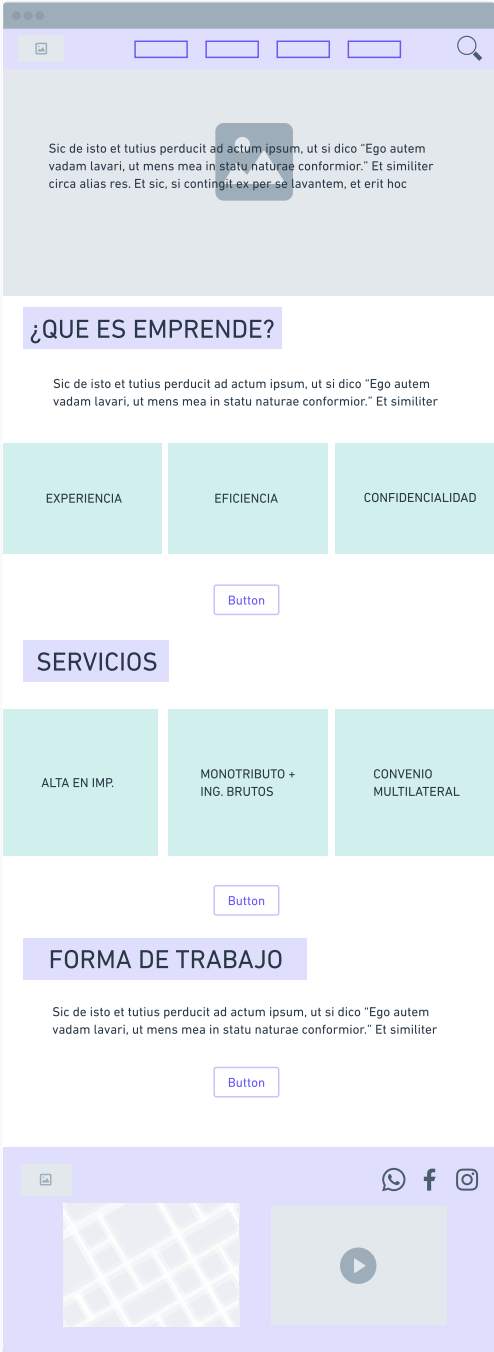 Sic de isto et tutius perducit ad actum ipsum, ut si dico “Ego autem
vadam lavari, ut mens mea in statu naturae conformior.” Et similiter
circa alias res. Et sic, si contingit ex per se lavantem, et erit hoc
¿QUE ES EMPRENDE?
Sic de isto et tutius perducit ad actum ipsum, ut si dico “Ego autem
vadam lavari, ut mens mea in statu naturae conformior.” Et similiter
EXPERIENCIA
EFICIENCIA
CONFIDENCIALIDAD
Button
SERVICIOS
ALTA EN IMP.
MONOTRIBUTO +
ING. BRUTOS
CONVENIO
MULTILATERAL
Button
FORMA DE TRABAJO
Sic de isto et tutius perducit ad actum ipsum, ut si dico “Ego autem
vadam lavari, ut mens mea in statu naturae conformior.” Et similiter
Button